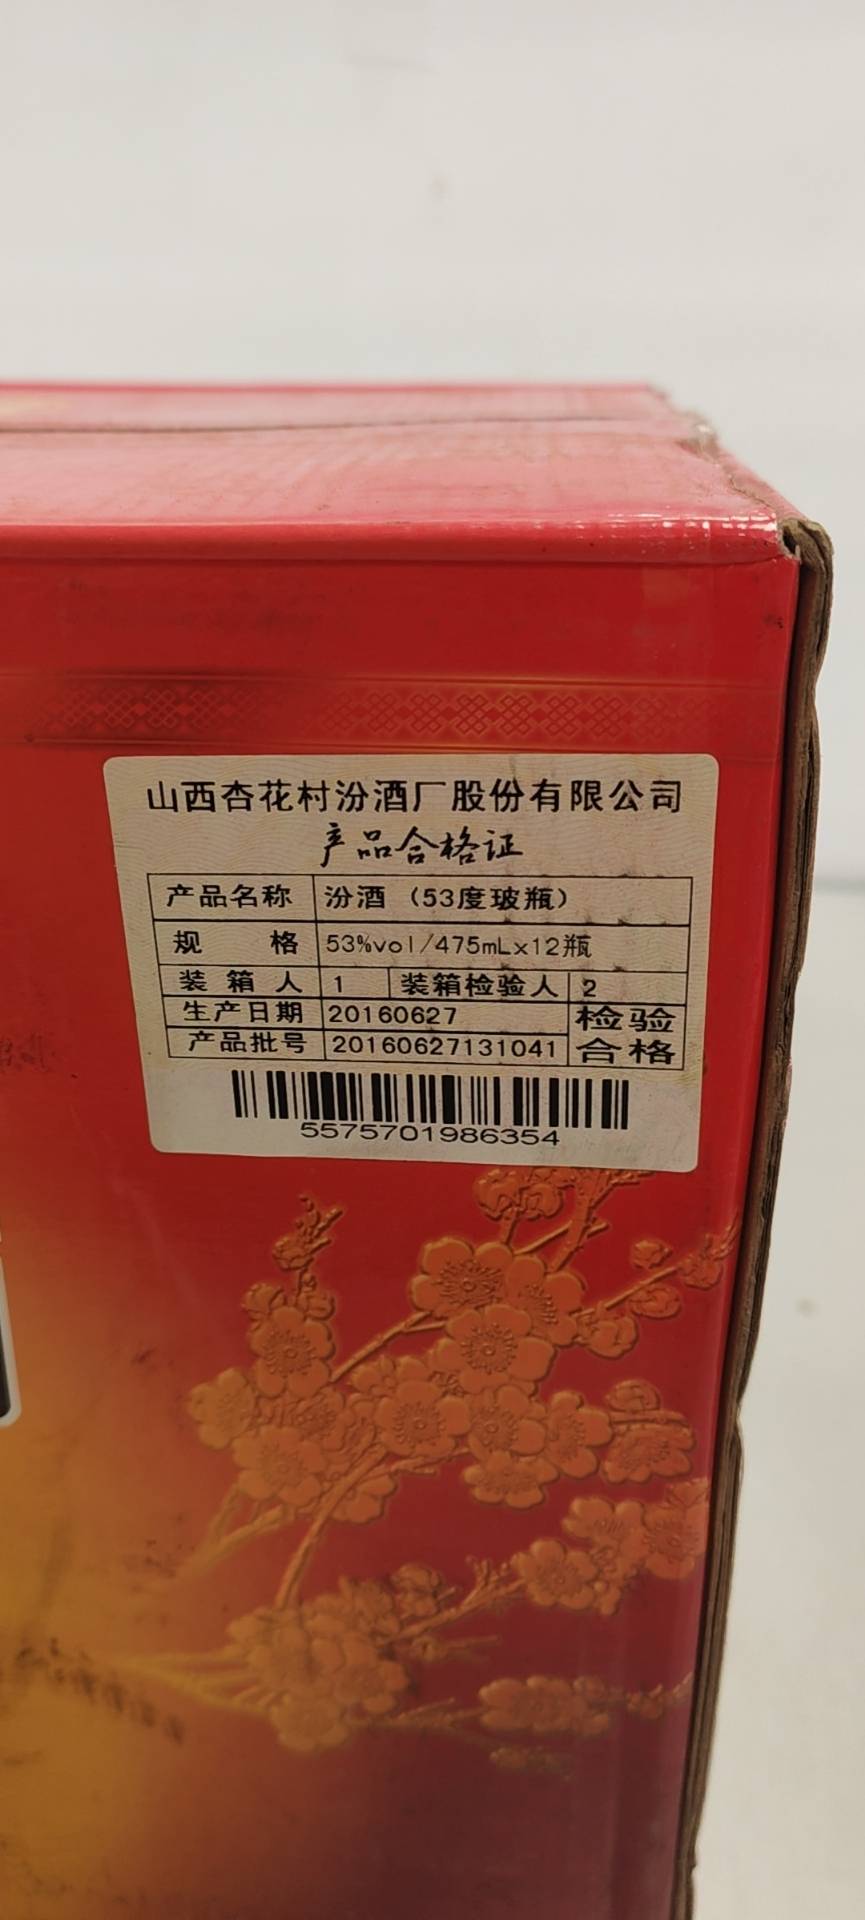 山西杏花村汾酒厂股份有限公司
产品合格证
产品名称 汾酒（53度玻瓶）
规 格 53%vol/475mLx12瓶
装箱人 1 装箱检验人 2
生产日期 20160627 检验
产品批号 20160627131041 合格
5575701986354